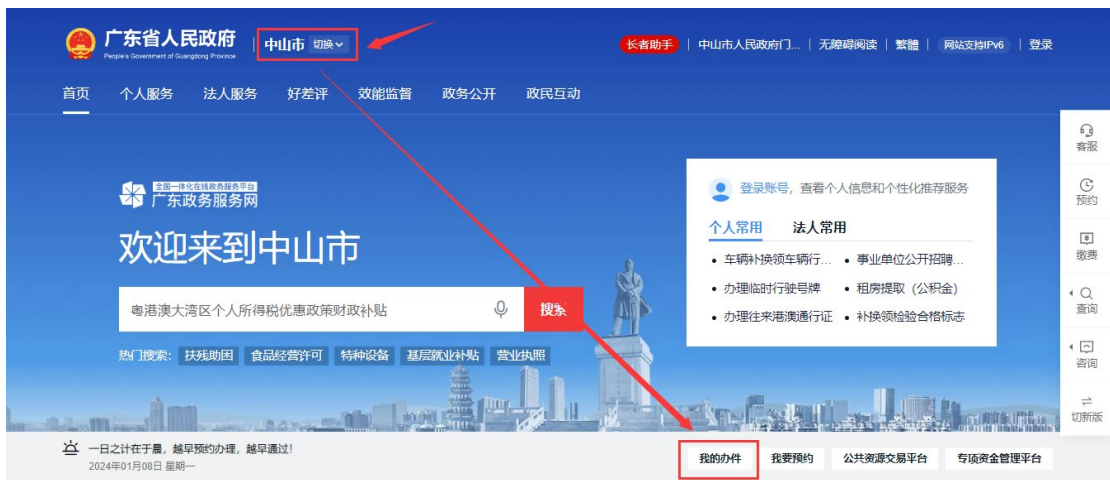 广东省人民政府
People's Government of Guangdong Province
中山市 切换
长者助手 | 中山市人民政府门... | 无障碍阅读 | 繁體 | 网站支持IPv6 | 登录
首页 个人服务 法人服务 好差评 效能监督 政务公开 政民互动
全国一体化在线政务服务平台
广东政务服务网
欢迎来到中山市
粤港澳大湾区个人所得税优惠政策财政补贴 搜索
热门搜索: 扶残助困 食品经营许可 特种设备 基层就业补贴 营业执照
登录账号，查看个人信息和个性化推荐服务
个人常用 法人常用
• 车辆补换领车辆行... • 事业单位公开招聘...
• 办理临时行驶号牌 • 租房提取（公积金）
• 办理往来港澳通行证 • 补换领检验合格标志
客服
预约
缴费
查询
咨询
切新版
一日之计在于晨，越早预约办理，越早通过！
2024年01月08日 星期一
我的办件 我要预约 公共资源交易平台 专项资金管理平台